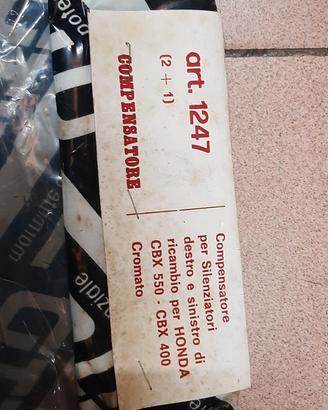 art. 1247
(2 + 1)
COMPENSATORE
Compensatore
per Silenziatori
destro e sinistro di
ricambio per HONDA
CBX 550 - CBX 400
Cromato